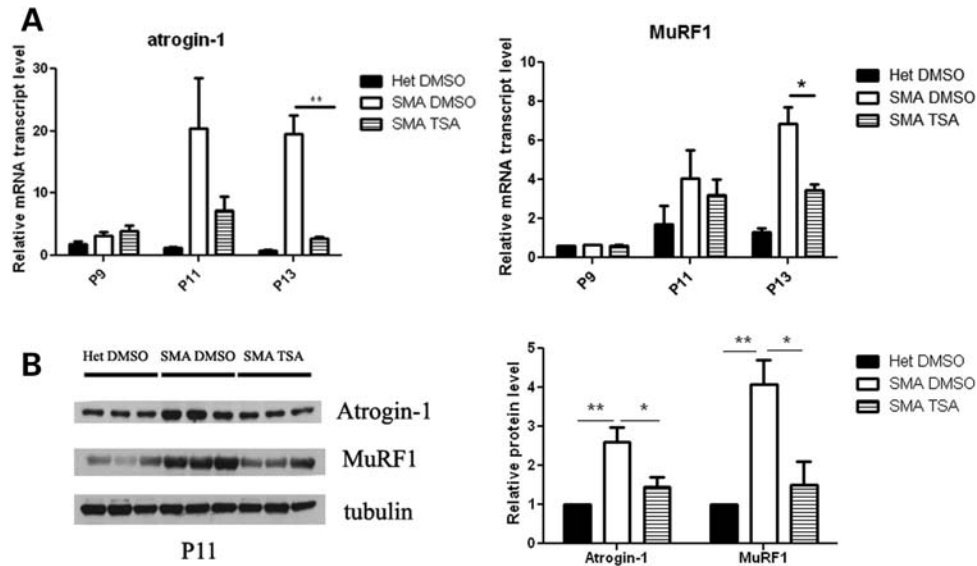 A
atrogin-1
Relative mRNA transcript level
30
20
10
0
P9
P11
P13
**
Het DMSO
SMA DMSO
SMA TSA
MuRF1
Relative mRNA transcript level
8
6
4
2
0
P9
P11
P13
*
Het DMSO
SMA DMSO
SMA TSA
B
Het DMSO SMA DMSO SMA TSA
Atrogin-1
MuRF1
tubulin
P11
Relative protein level
5
4
3
2
1
0
** *
** *
Atrogin-1
MuRF1
Het DMSO
SMA DMSO
SMA TSA